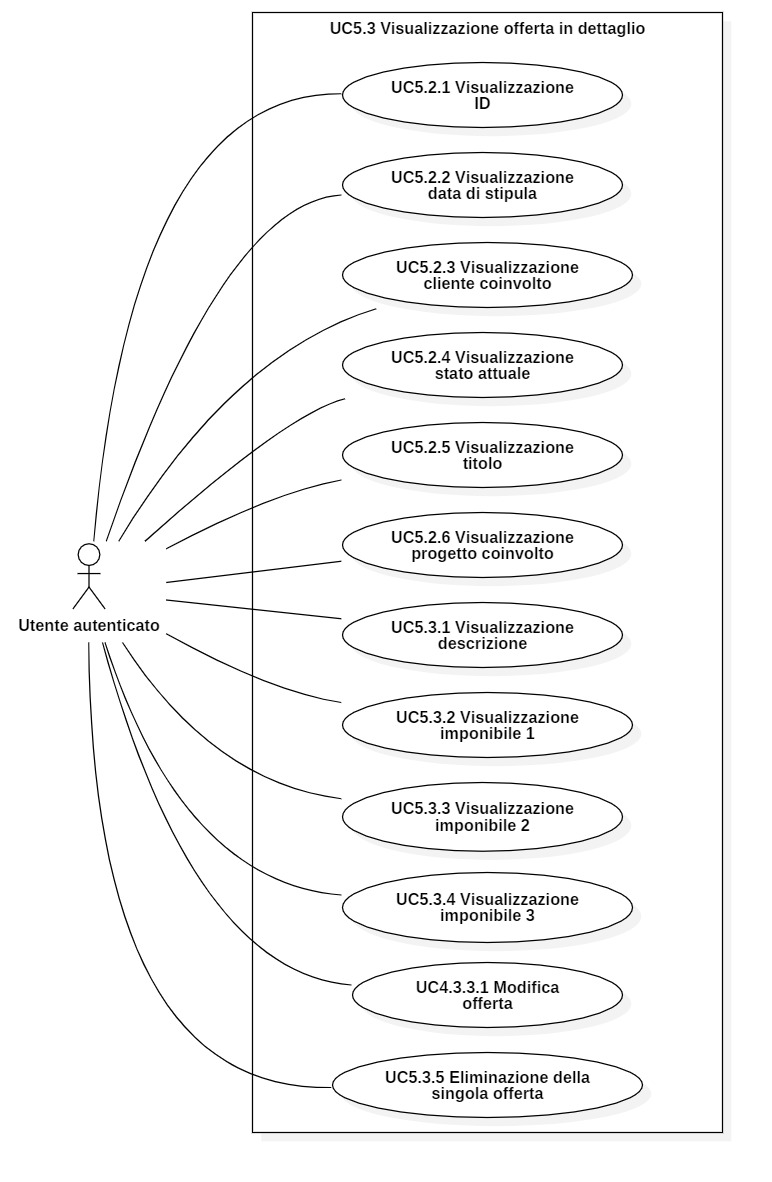 UC5.3 Visualizzazione offerta in dettaglio
UC5.2.1 Visualizzazione
ID
UC5.2.2 Visualizzazione
data di stipula
UC5.2.3 Visualizzazione
cliente coinvolto
UC5.2.4 Visualizzazione
stato attuale
UC5.2.5 Visualizzazione
titolo
UC5.2.6 Visualizzazione
progetto coinvolto
Utente autenticato
UC5.3.1 Visualizzazione
descrizione
UC5.3.2 Visualizzazione
imponibile 1
UC5.3.3 Visualizzazione
imponibile 2
UC5.3.4 Visualizzazione
imponibile 3
UC4.3.3.1 Modifica
offerta
UC5.3.5 Eliminazione della
singola offerta